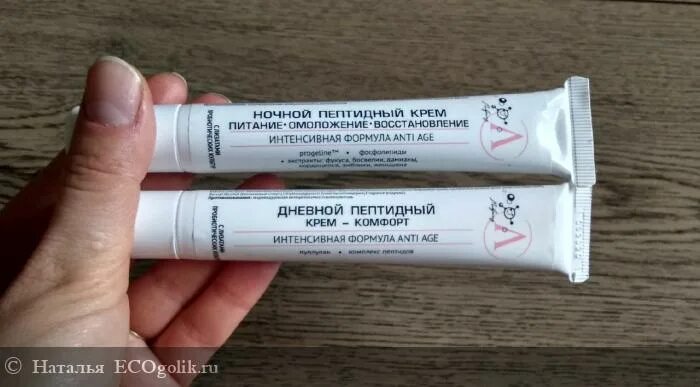 НОЧНОЙ ПЕПТИДНЫЙ КРЕМ
ПИТАНИЕ • ОМОЛОЖЕНИЕ • ВОССТАНОВЛЕНИЕ
ИНТЕНСИВНАЯ ФОРМУЛА ANTI AGE
progeline™ • фосфолипиды
• экстракты: фукуса, босвелии, дамианы,
женьшеня
ДНЕВНОЙ ПЕПТИДНЫЙ
КРЕМ – КОМФОРТ
ИНТЕНСИВНАЯ ФОРМУЛА ANTI AGE
пуллулан • комплекс пептидов
© Наталья ECOgolik.ru